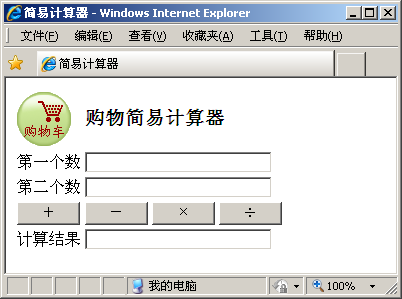 简易计算器 - Windows Internet Explorer
文件(F) 编辑(E) 查看(V) 收藏夹(A) 工具(T) 帮助(H)
简易计算器
购物车
购物简易计算器
第一个数
第二个数
+ － × ÷
计算结果
我的电脑 100%